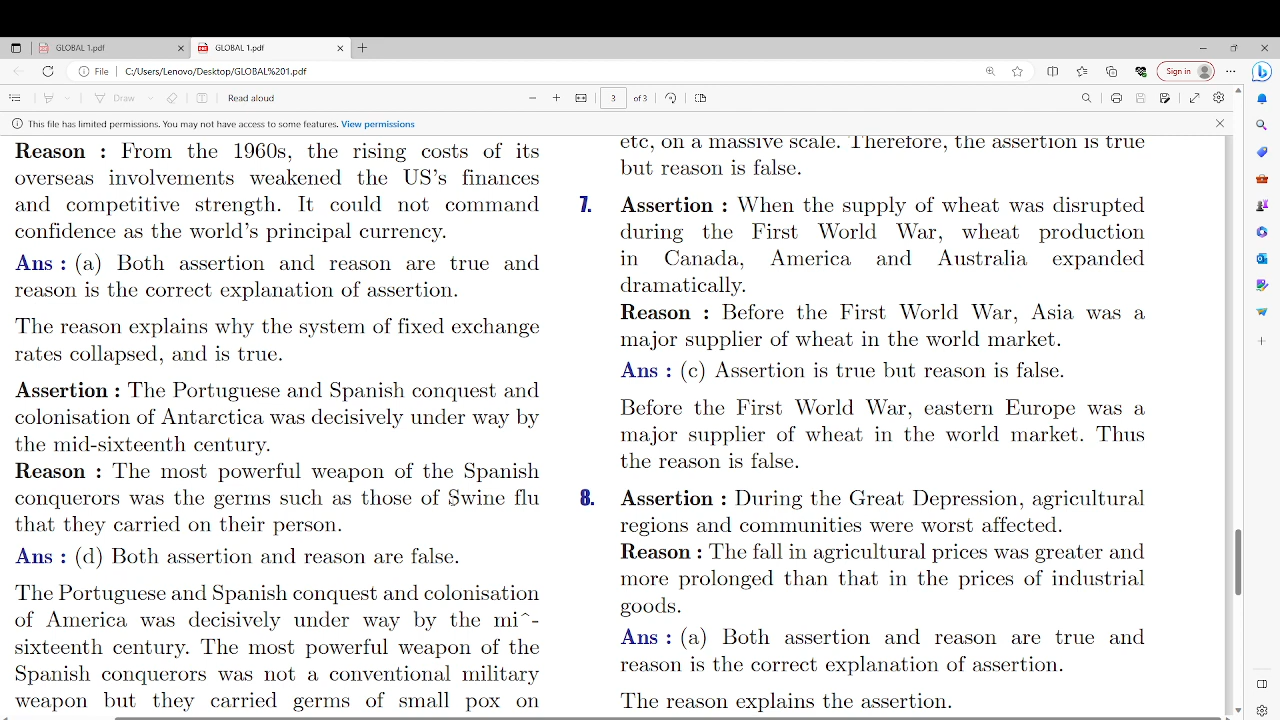 GLOBAL 1.pdf
GLOBAL 1.pdf
File
C:/Users/Lenovo/Desktop/GLOBAL%201.pdf
Sign in
Draw
Read aloud
3
of 3
This file has limited permissions. You may not have access to some features. View permissions
Reason : From the 1960s, the rising costs of its
overseas involvements weakened the US's finances
and competitive strength. It could not command
confidence as the world's principal currency.
Ans : (a) Both assertion and reason are true and
reason is the correct explanation of assertion.
The reason explains why the system of fixed exchange
rates collapsed, and is true.
Assertion : The Portuguese and Spanish conquest and
colonisation of Antarctica was decisively under way by
the mid-sixteenth century.
Reason : The most powerful weapon of the Spanish
conquerors was the germs such as those of Swine flu
that they carried on their person.
Ans : (d) Both assertion and reason are false.
The Portuguese and Spanish conquest and colonisation
of America was decisively under way by the mi^-
sixteenth century. The most powerful weapon of the
Spanish conquerors was not a conventional military
weapon but they carried germs of small pox on
etc, on a massive scale. Therefore, the assertion is true
but reason is false.
7. Assertion : When the supply of wheat was disrupted
during the First World War, wheat production
in Canada, America and Australia expanded
dramatically.
Reason : Before the First World War, Asia was a
major supplier of wheat in the world market.
Ans : (c) Assertion is true but reason is false.
Before the First World War, eastern Europe was a
major supplier of wheat in the world market. Thus
the reason is false.
8. Assertion : During the Great Depression, agricultural
regions and communities were worst affected.
Reason : The fall in agricultural prices was greater and
more prolonged than that in the prices of industrial
goods.
Ans : (a) Both assertion and reason are true and
reason is the correct explanation of assertion.
The reason explains the assertion.